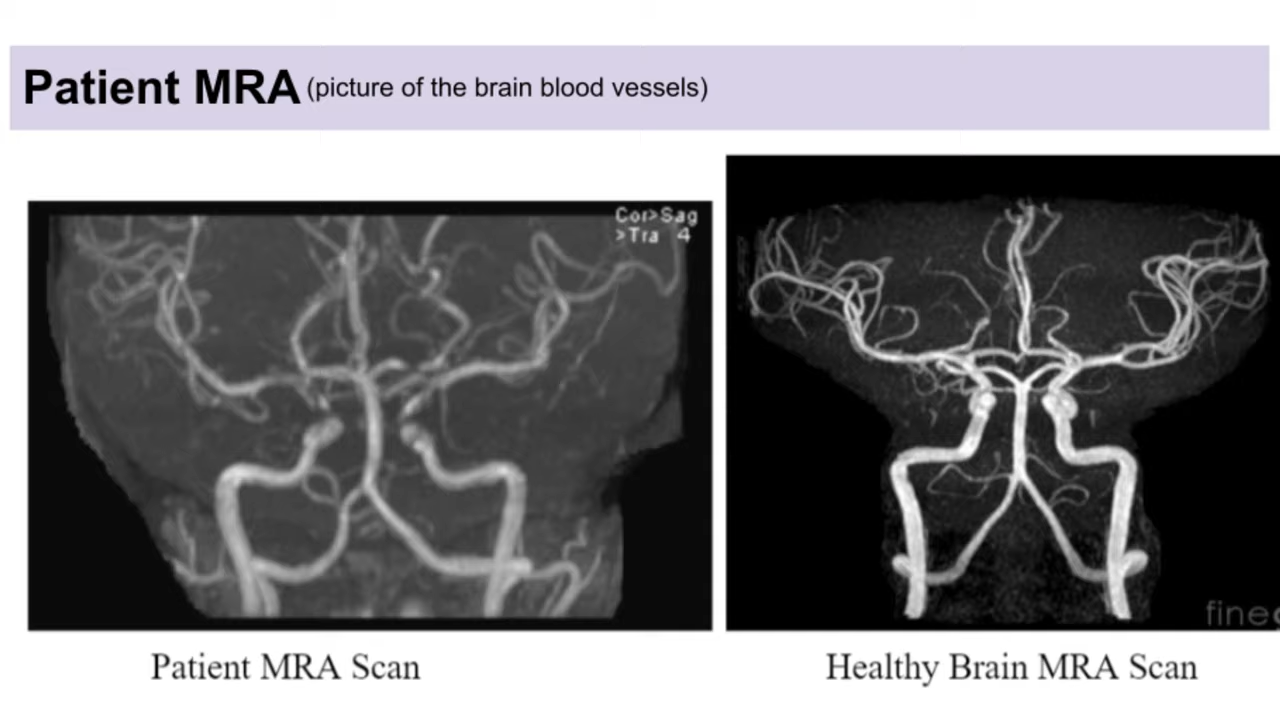 Patient MRA (picture of the brain blood vessels)
Cor>Sag
>Tra 4
fine
Patient MRA Scan
Healthy Brain MRA Scan